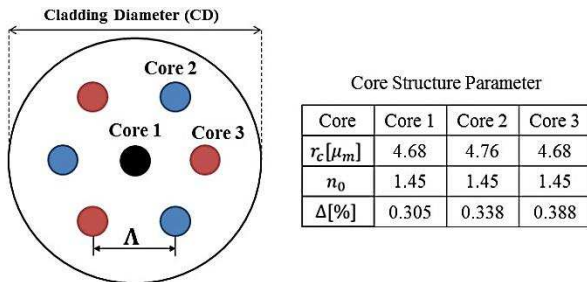 Cladding Diameter (CD)
Core 2
Core 1
Core 3
Λ
Core Structure Parameter
Core Core 1 Core 2 Core 3
r_c[μ_m] 4.68 4.76 4.68
n_0 1.45 1.45 1.45
Δ[%] 0.305 0.338 0.388